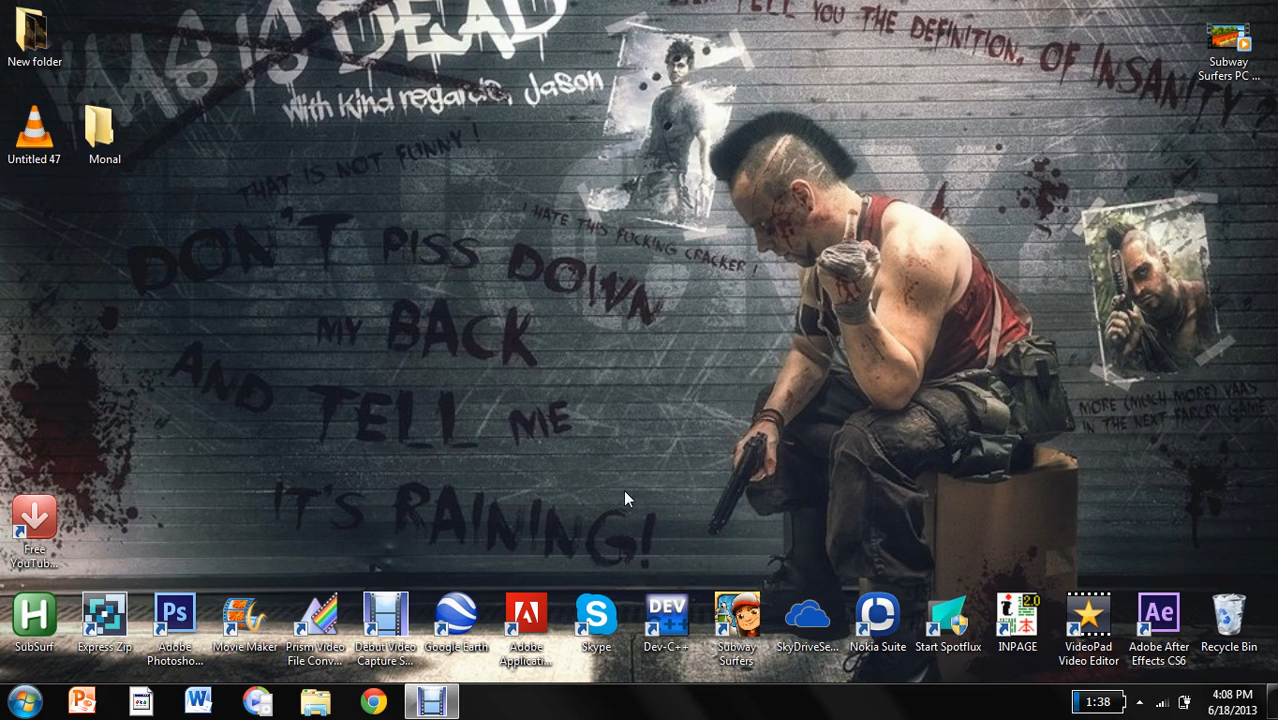 VAAS IS DEAD
With kind regards, Jason
TELL YOU THE DEFINITION, OF INSANITY ?
THAT IS NOT FUNNY !
I HATE THIS FUCKING CRACKER !
DON'T PISS DOWN
MY BACK
AND TELL ME
IT'S RAINING!
MORE (MUCH MORE) VAAS
IN THE NEXT FARCRY GAME
New folder
Subway
Surfers PC ...
Untitled 47
Monal
Free
YouTub...
SubSurf
Express Zip
Ps
Adobe
Photosho...
Movie Maker
Prism Video
File Conv...
Debut Video
Capture S...
Google Earth
Adobe
Applicati...
Skype
DEV
Dev-C++
Subway
Surfers
SkyDriveSe...
Nokia Suite
Start Spotflux
2.0
INPAGE
VideoPad
Video Editor
Ae
Adobe After
Effects CS6
Recycle Bin
1:38
4:08 PM
6/18/2013